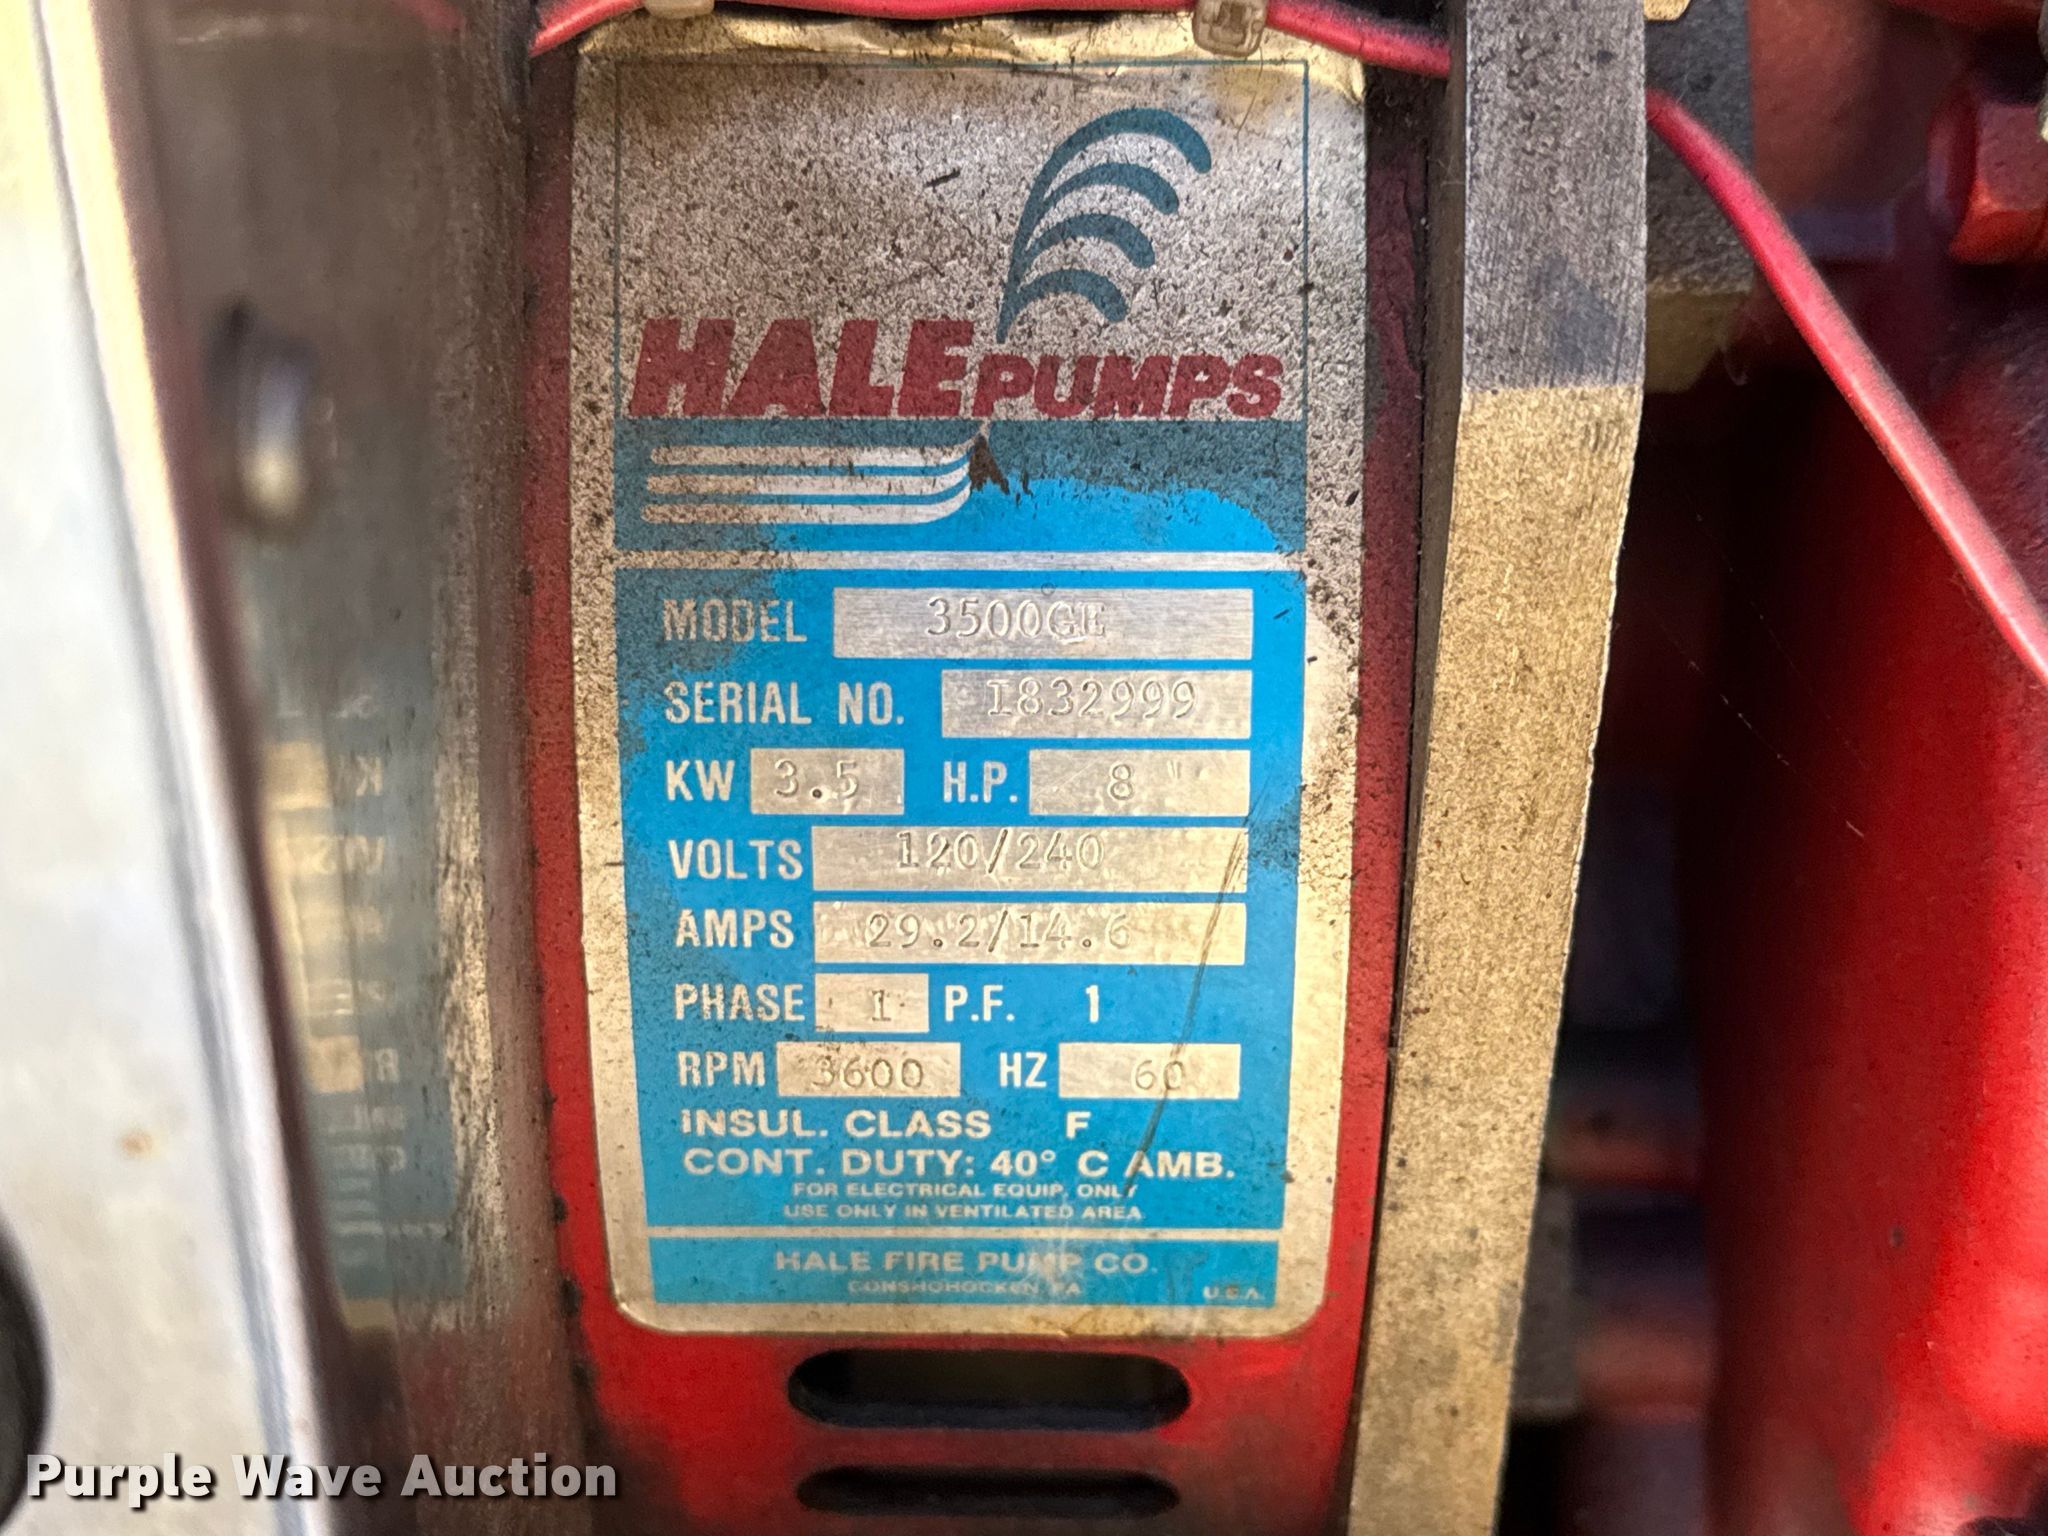 HALE PUMPS
MODEL 3500GE
SERIAL NO. I832999
KW 3.5 H.P. 8
VOLTS 120/240
AMPS 29.2/14.6
PHASE 1 P.F. 1
RPM 3600 HZ 60
INSUL. CLASS F
CONT. DUTY: 40° C AMB.
FOR ELECTRICAL EQUIP. ONLY
USE ONLY IN VENTILATED AREA
HALE FIRE PUMP CO.
CONSHOHOCKEN, PA U.S.A.
Purple Wave Auction